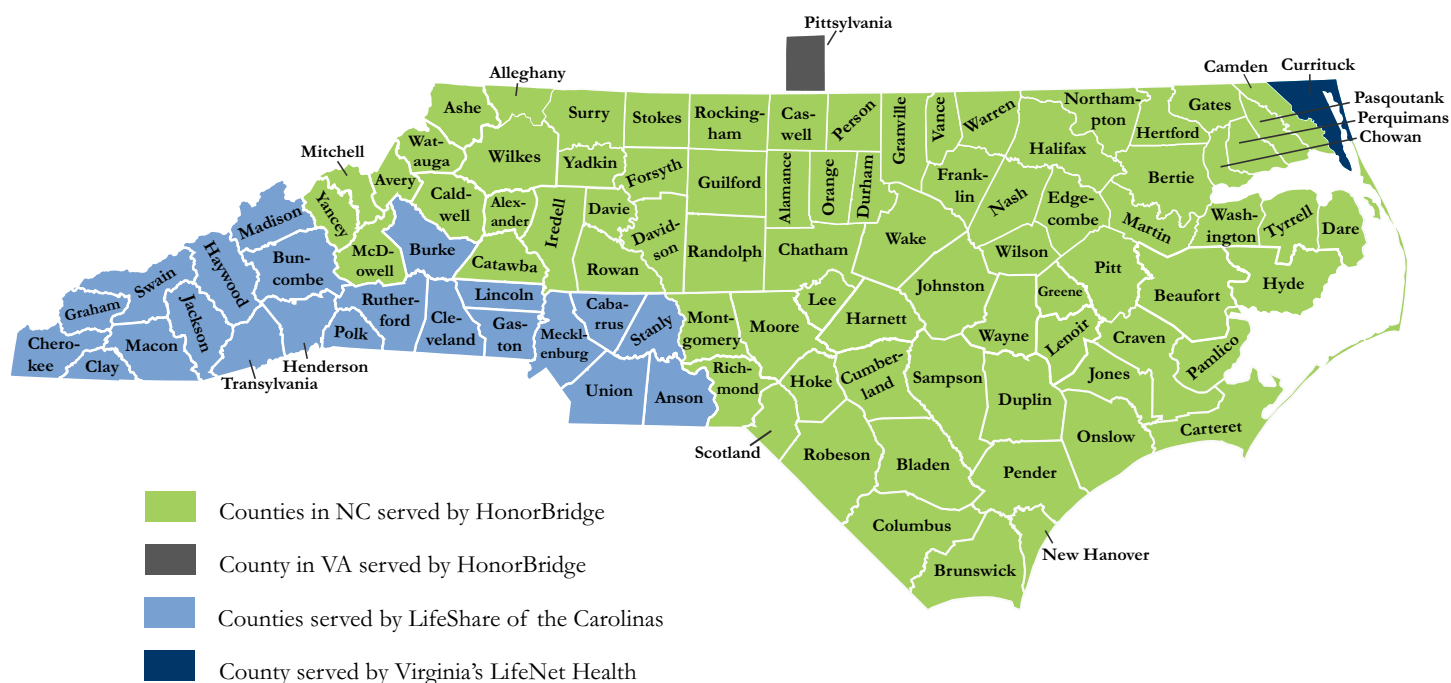 Pittsylvania
Alleghany
Camden
Currituck
Pasqoutank
Perquimans
Chowan
Ashe
Surry
Stokes
Rocking-
ham
Cas-
well
Person
Granville
Vance
Warren
Northam-
pton
Gates
Hertford
Halifax
Bertie
Mitchell
Wat-
auga
Wilkes
Yadkin
Forsyth
Guilford
Alamance
Orange
Durham
Frank-
lin
Nash
Edge-
combe
Martin
Wash-
ington
Tyrrell
Dare
Avery
Cald-
well
Alex-
ander
Iredell
Davie
David-
son
Randolph
Chatham
Wake
Wilson
Pitt
Beaufort
Hyde
Yancey
Madison
McD-
owell
Burke
Catawba
Rowan
Bun-
combe
Haywood
Swain
Graham
Jackson
Macon
Chero-
kee
Clay
Transylvania
Henderson
Polk
Ruther-
ford
Cle-
veland
Lincoln
Gas-
ton
Meckl-
enburg
Caba-
rrus
Stanly
Union
Anson
Mont-
gomery
Moore
Lee
Harnett
Johnston
Greene
Wayne
Lenoir
Craven
Pamlico
Jones
Rich-
mond
Hoke
Cumber-
land
Sampson
Duplin
Onslow
Carteret
Scotland
Robeson
Bladen
Pender
Columbus
New Hanover
Brunswick
Counties in NC served by HonorBridge
County in VA served by HonorBridge
Counties served by LifeShare of the Carolinas
County served by Virginia's LifeNet Health